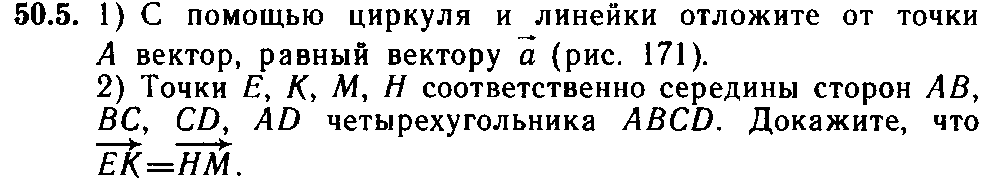 50.5. 1) С помощью циркуля и линейки отложите от точки
A вектор, равный вектору \vec{a} (рис. 171).
2) Точки E, K, M, H соответственно середины сторон AB,
BC, CD, AD четырехугольника ABCD. Докажите, что
\overrightarrow{EK}=\overrightarrow{HM}.